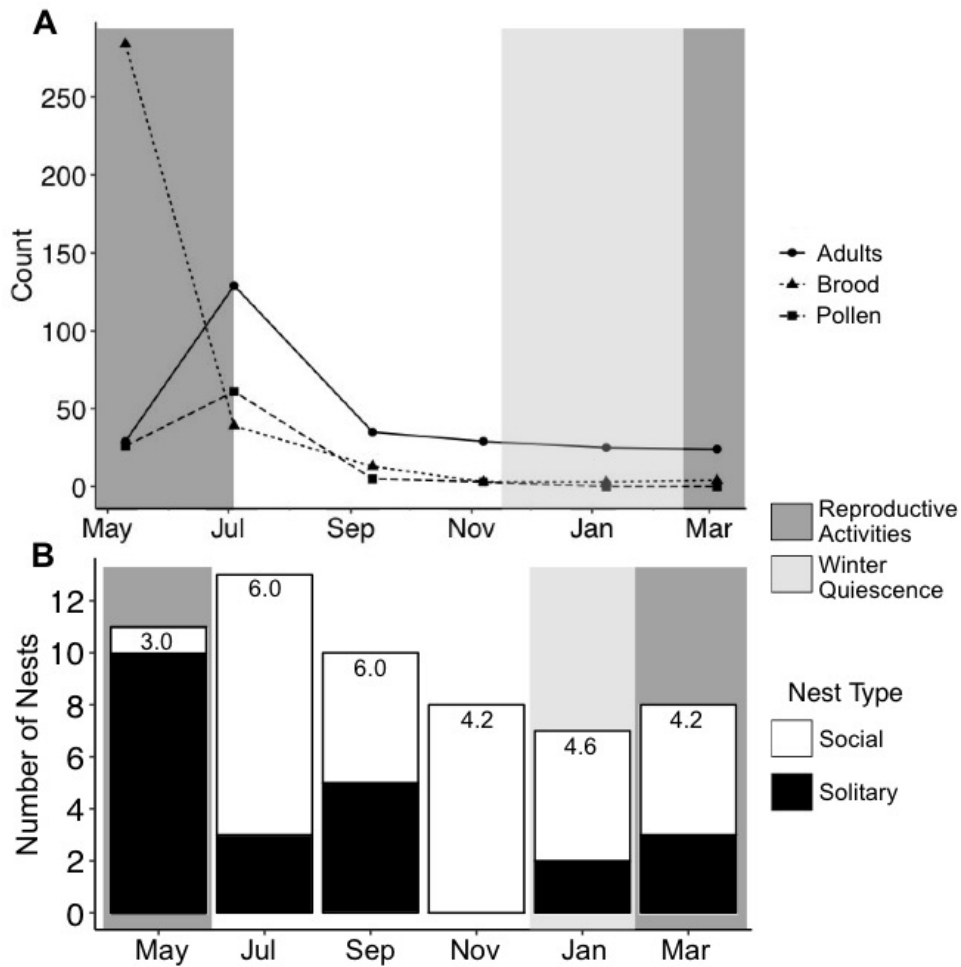 A
250
200
150
100
50
0
Count
May Jul Sep Nov Jan Mar
Adults
Brood
Pollen
Reproductive
Activities
Winter
Quiescence
B
12
10
8
6
4
2
0
Number of Nests
3.0
6.0
6.0
4.2
4.6
4.2
May Jul Sep Nov Jan Mar
Nest Type
Social
Solitary